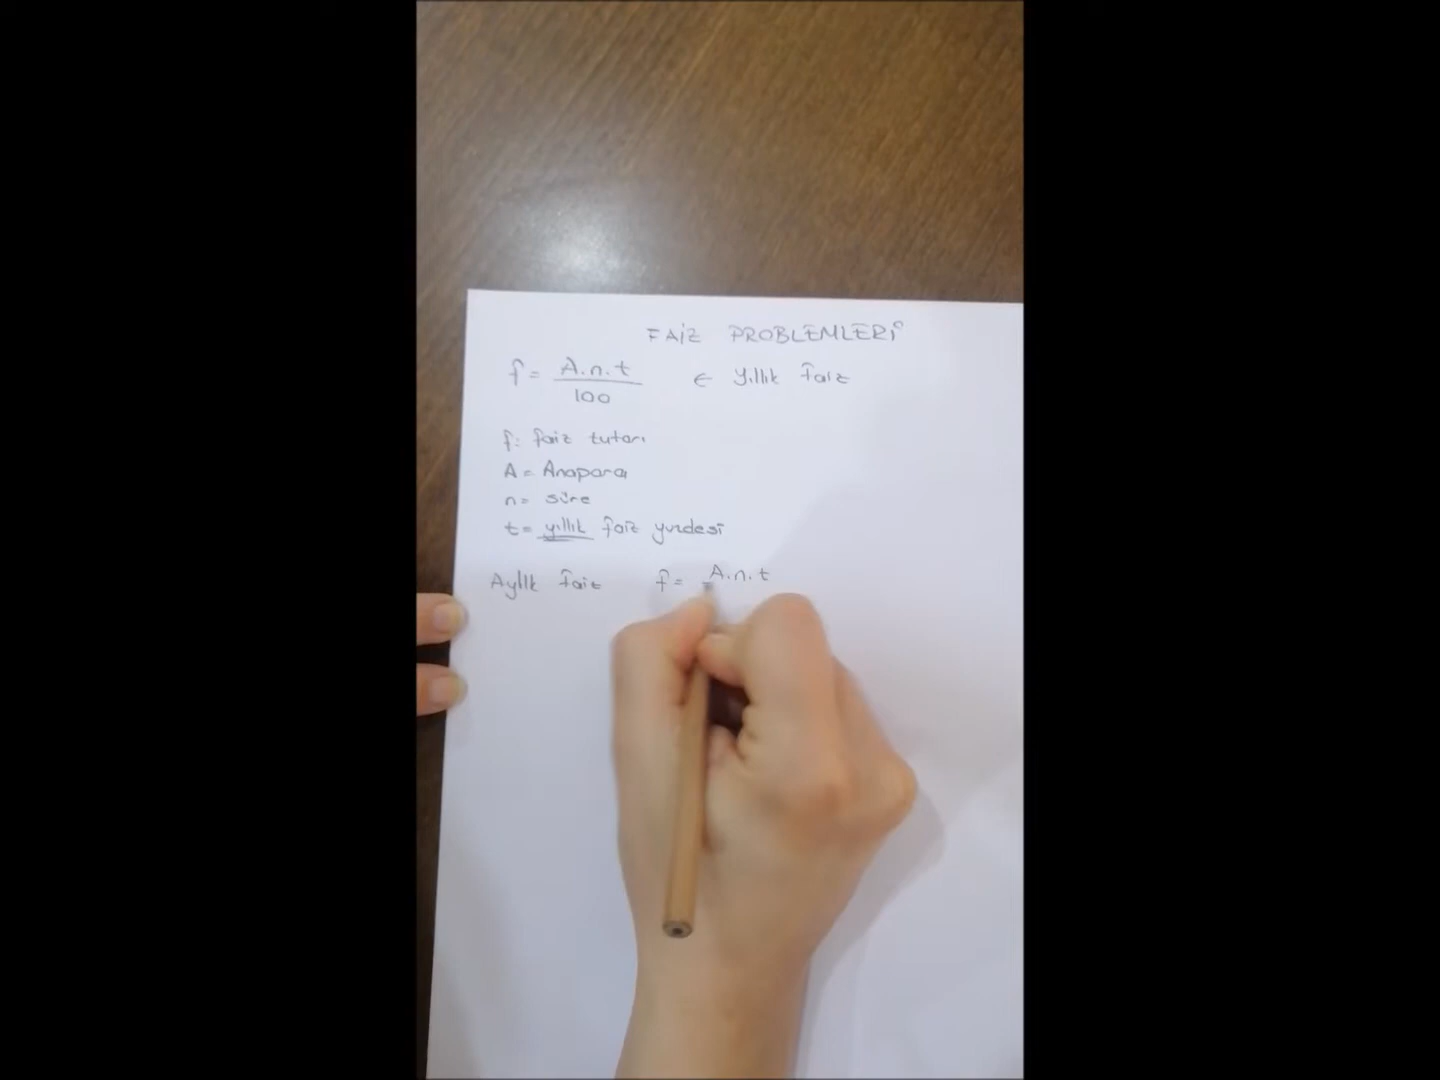 FAİZ PROBLEMLERİ
f = A.n.t / 100 ← Yıllık faiz
f: faiz tutarı
A = Anapara
n = süre
t = yıllık faiz yüzdesi
Aylık faiz f = A.n.t